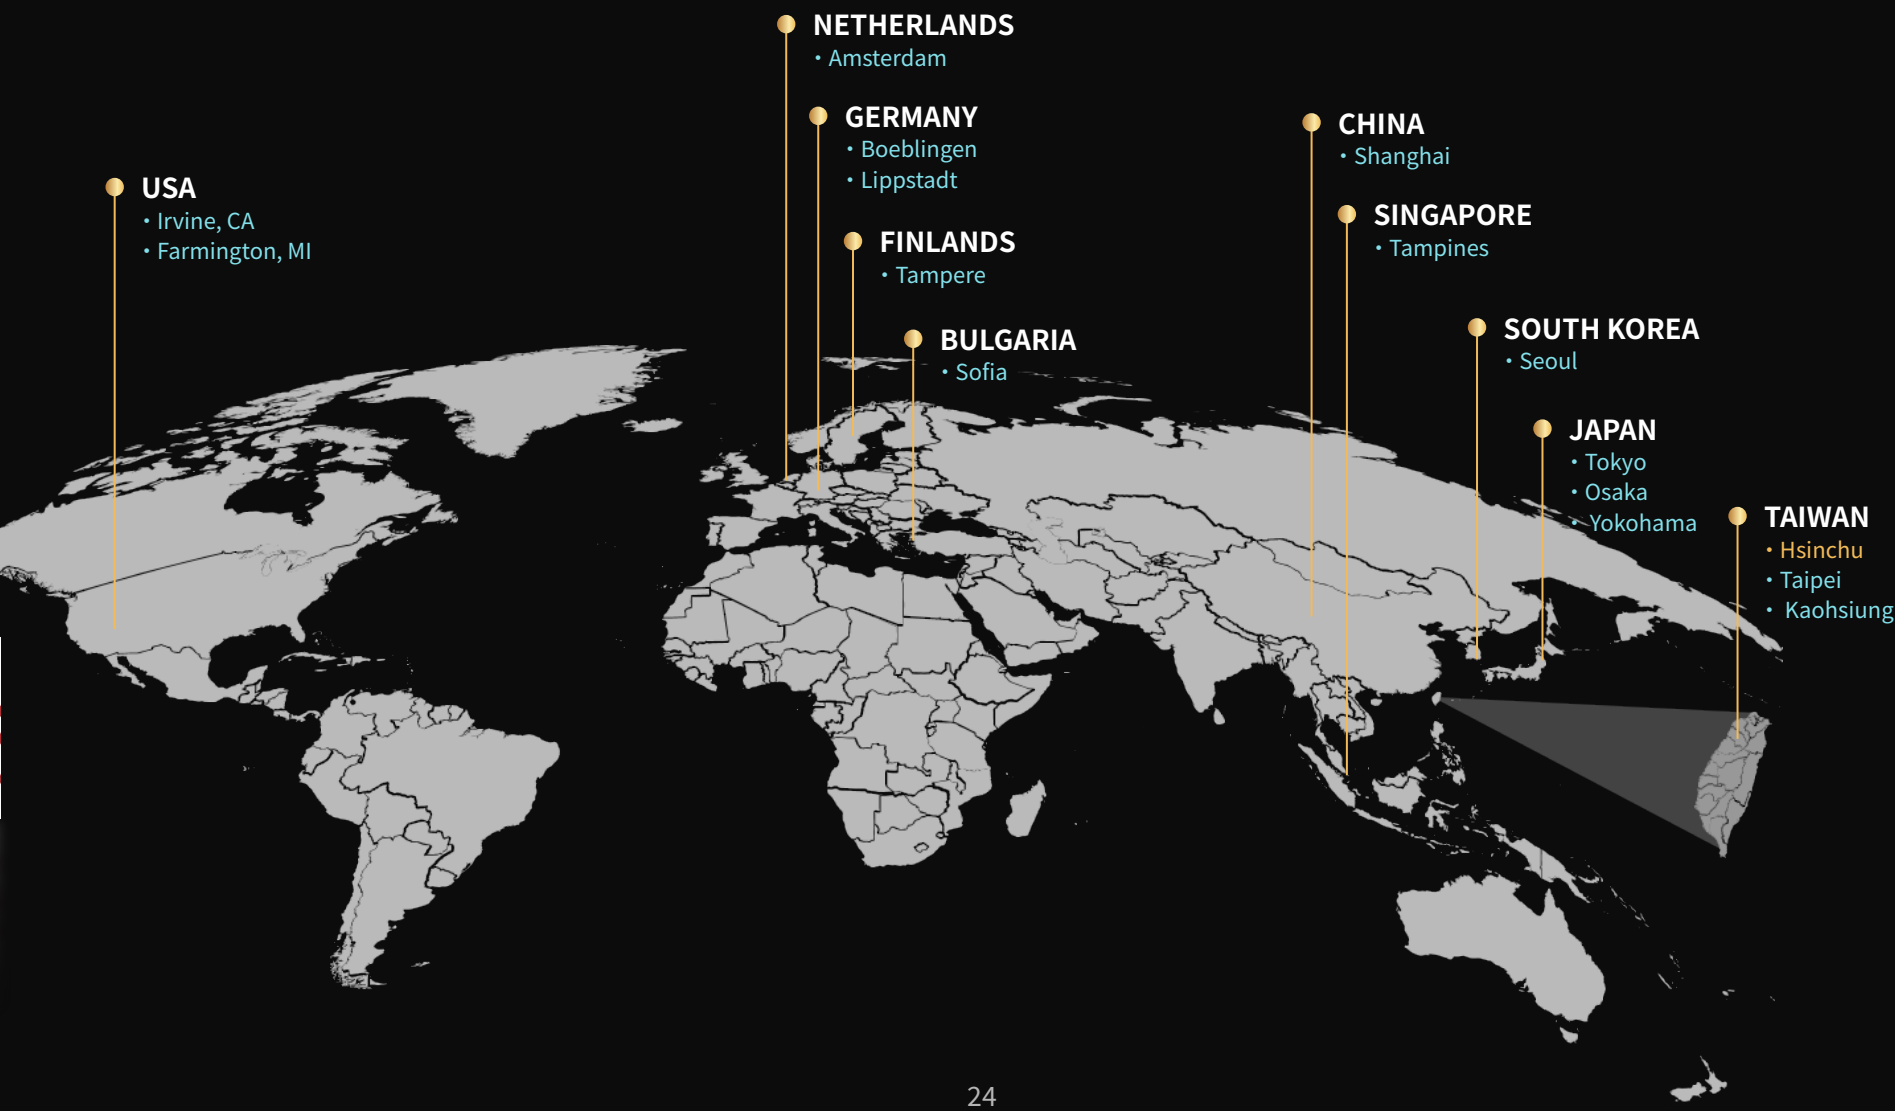 NETHERLANDS
・Amsterdam
GERMANY
・Boeblingen
・Lippstadt
USA
・Irvine, CA
・Farmington, MI
FINLANDS
・Tampere
BULGARIA
・Sofia
CHINA
・Shanghai
SINGAPORE
・Tampines
SOUTH KOREA
・Seoul
JAPAN
・Tokyo
・Osaka
・Yokohama
TAIWAN
・Hsinchu
・Taipei
・Kaohsiung
24